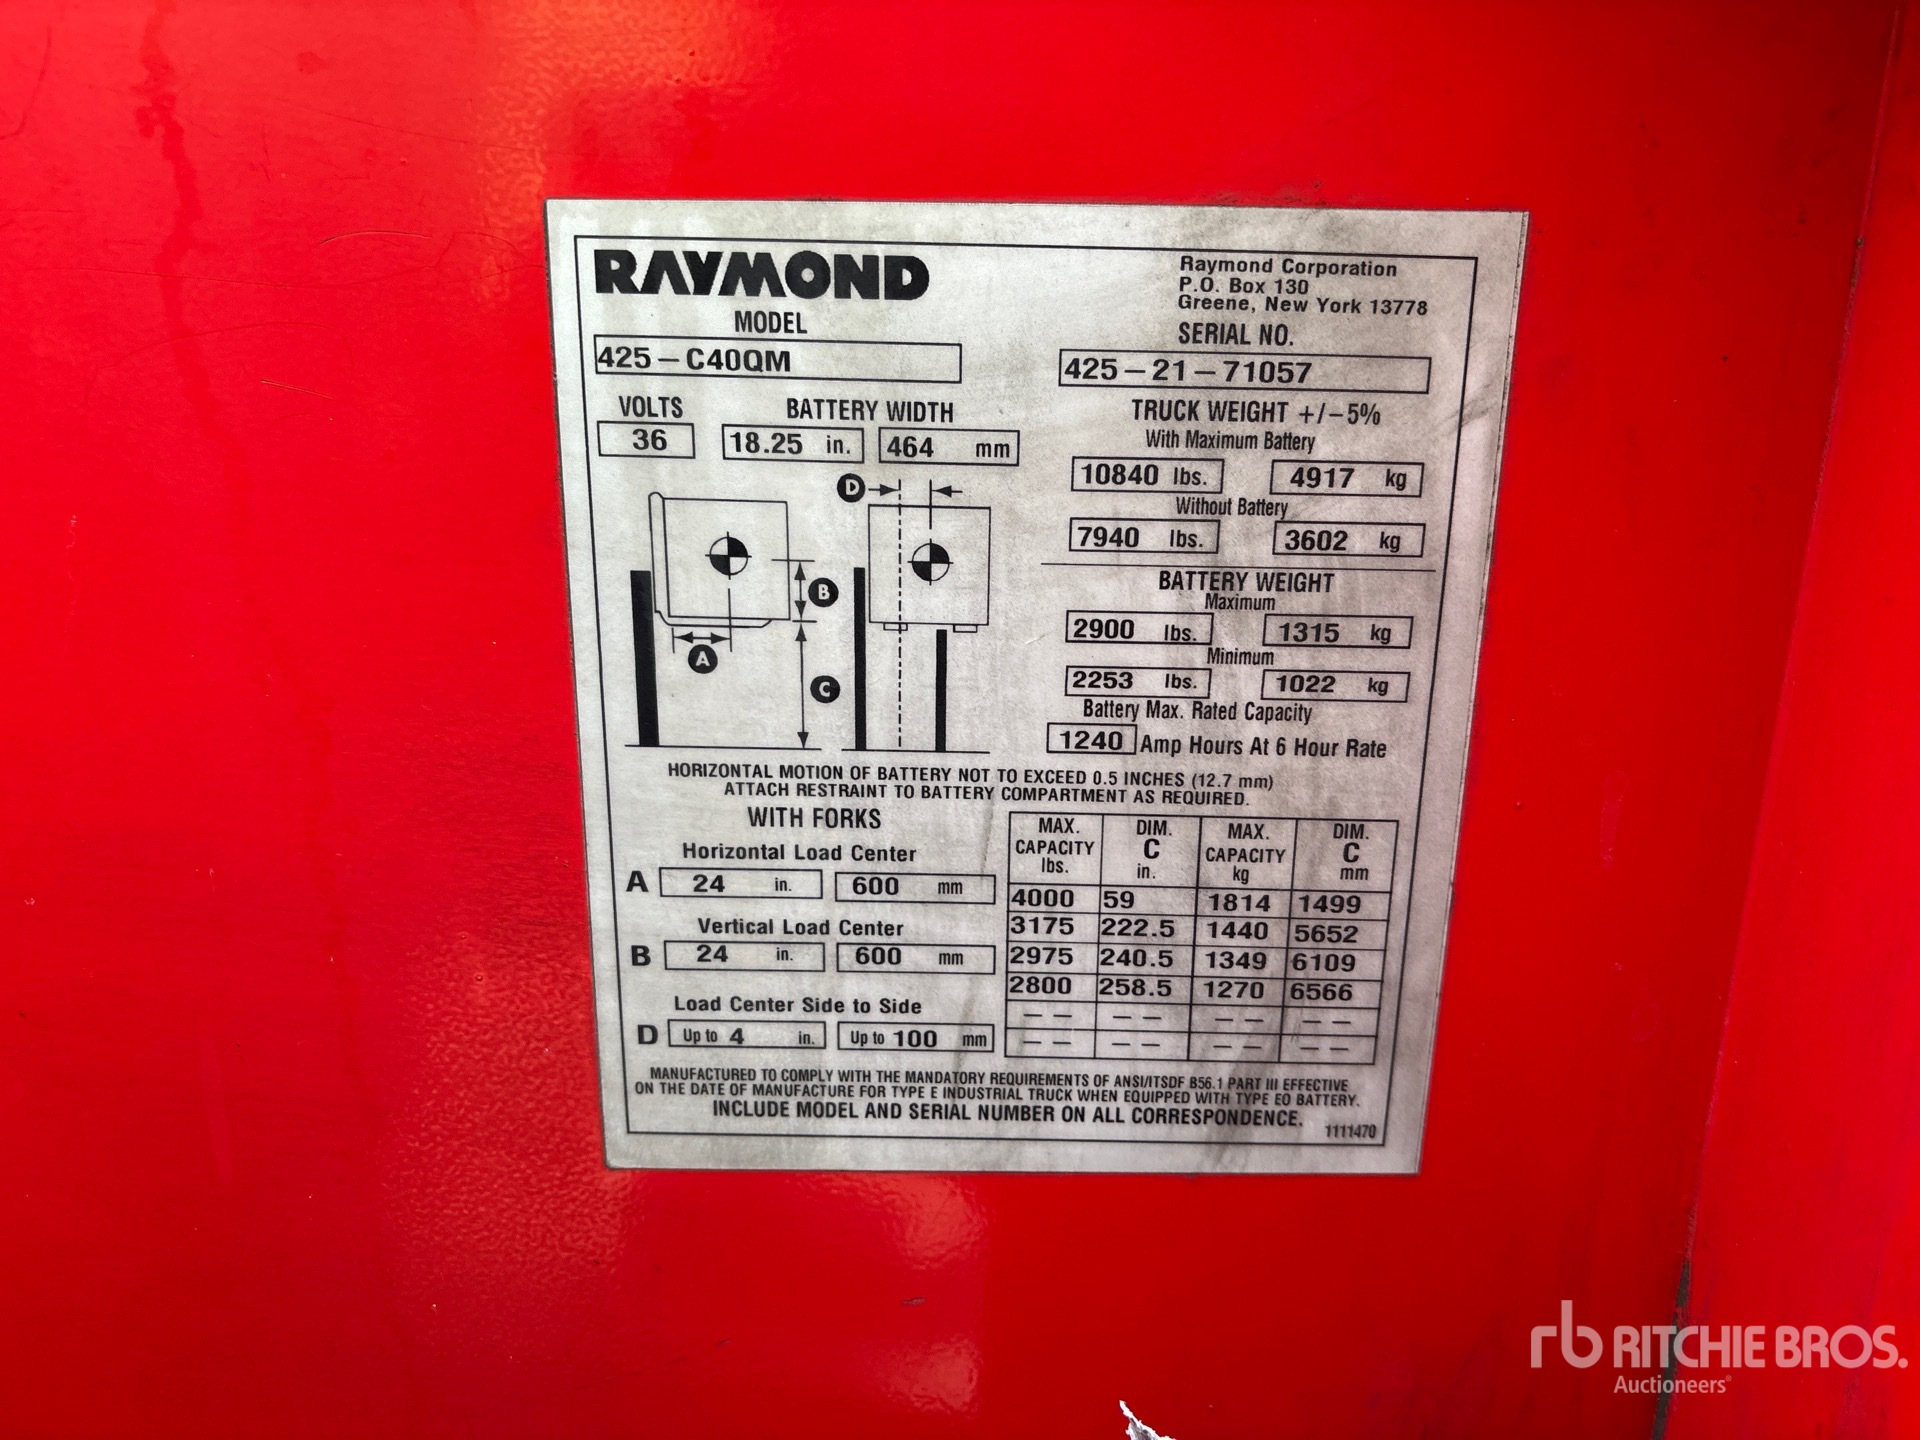 RAYMOND
Raymond Corporation
P.O. Box 130
Greene, New York 13778
MODEL
425-C40QM
SERIAL NO.
425-21-71057
VOLTS
36
BATTERY WIDTH
18.25 in. 464 mm
TRUCK WEIGHT +/-5%
With Maximum Battery
10840 lbs. 4917 kg
Without Battery
7940 lbs. 3602 kg
BATTERY WEIGHT
Maximum
2900 lbs. 1315 kg
Minimum
2253 lbs. 1022 kg
Battery Max. Rated Capacity
1240 Amp Hours At 6 Hour Rate
D
B
A
C
HORIZONTAL MOTION OF BATTERY NOT TO EXCEED 0.5 INCHES (12.7 mm)
ATTACH RESTRAINT TO BATTERY COMPARTMENT AS REQUIRED.
WITH FORKS
Horizontal Load Center
A 24 in. 600 mm
Vertical Load Center
B 24 in. 600 mm
Load Center Side to Side
D Up to 4 in. Up to 100 mm
MAX. CAPACITY lbs. DIM. C in. MAX. CAPACITY kg DIM. C mm
4000 59 1814 1499
3175 222.5 1440 5652
2975 240.5 1349 6109
2800 258.5 1270 6566
-- -- -- --
-- -- -- --
MANUFACTURED TO COMPLY WITH THE MANDATORY REQUIREMENTS OF ANSI/ITSDF B56.1 PART III EFFECTIVE
ON THE DATE OF MANUFACTURE FOR TYPE E INDUSTRIAL TRUCK WHEN EQUIPPED WITH TYPE EO BATTERY.
INCLUDE MODEL AND SERIAL NUMBER ON ALL CORRESPONDENCE.
1111470
rb RITCHIE BROS.
Auctioneers®